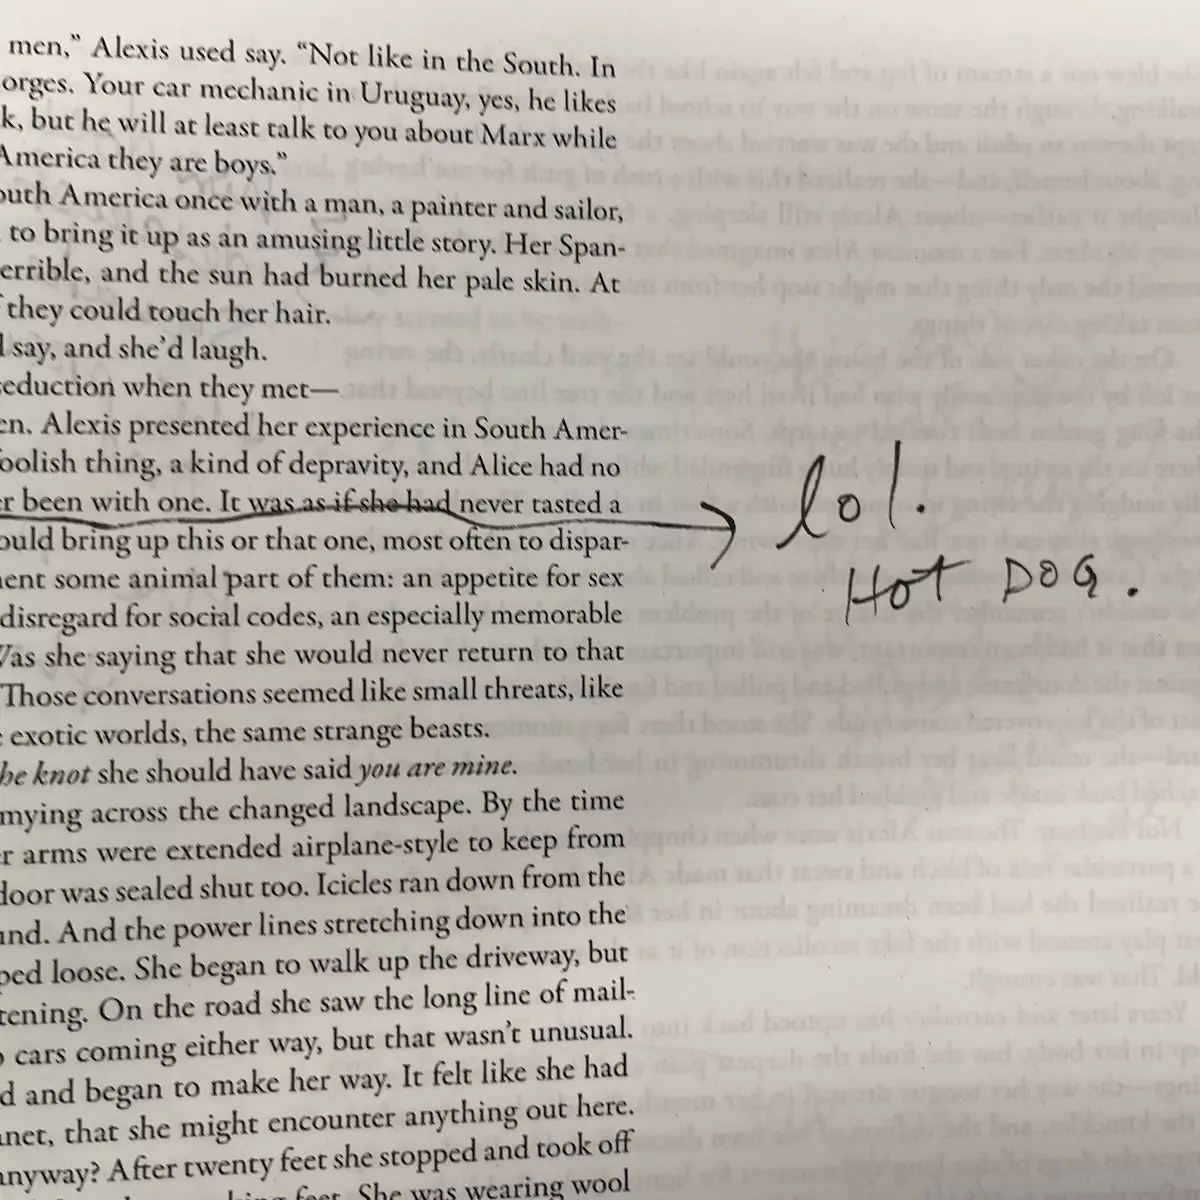 men,” Alexis used say. “Not like in the South. In
orges. Your car mechanic in Uruguay, yes, he likes
k, but he will at least talk to you about Marx while
America they are boys.”
outh America once with a man, a painter and sailor,
to bring it up as an amusing little story. Her Span-
errible, and the sun had burned her pale skin. At
they could touch her hair.
l say, and she’d laugh.
seduction when they met—
en. Alexis presented her experience in South Amer-
foolish thing, a kind of depravity, and Alice had no
er been with one. It was as if she had never tasted a
lol.
ould bring up this or that one, most often to dispar-
HOT DOG.
ent some animal part of them: an appetite for sex
disregard for social codes, an especially memorable
Was she saying that she would never return to that
Those conversations seemed like small threats, like
e exotic worlds, the same strange beasts.
he knot she should have said you are mine.
mying across the changed landscape. By the time
r arms were extended airplane-style to keep from
door was sealed shut too. Icicles ran down from the
und. And the power lines stretching down into the
ped loose. She began to walk up the driveway, but
tening. On the road she saw the long line of mail-
o cars coming either way, but that wasn’t unusual.
d and began to make her way. It felt like she had
anet, that she might encounter anything out here.
anyway? After twenty feet she stopped and took off
feet. She was wearing wool